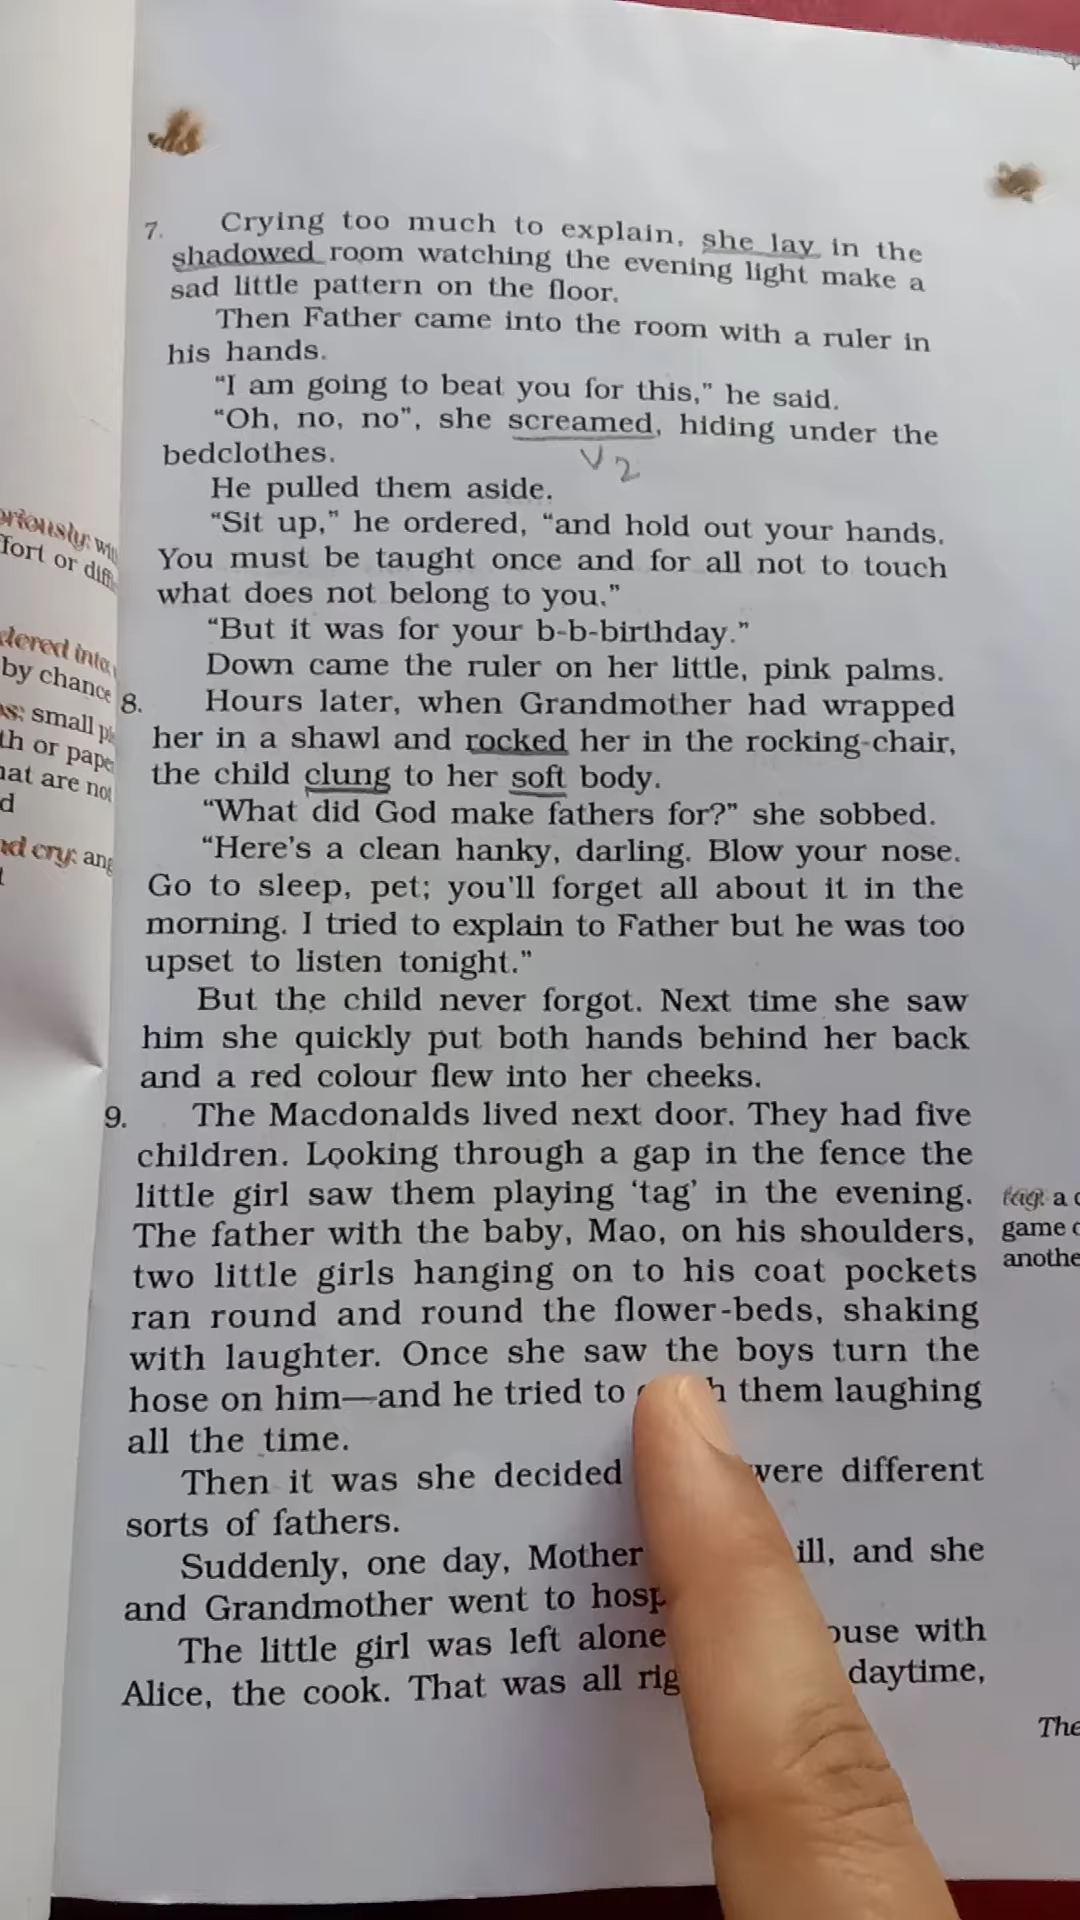 7. Crying too much to explain, she lay in the
shadowed room watching the evening light make a
sad little pattern on the floor.
Then Father came into the room with a ruler in
his hands.
“I am going to beat you for this,” he said.
“Oh, no, no”, she screamed, hiding under the
bedclothes.
V2
He pulled them aside.
“Sit up,” he ordered, “and hold out your hands.
You must be taught once and for all not to touch
what does not belong to you.”
“But it was for your b-b-birthday.”
Down came the ruler on her little, pink palms.
8. Hours later, when Grandmother had wrapped
her in a shawl and rocked her in the rocking-chair,
the child clung to her soft body.
“What did God make fathers for?” she sobbed.
“Here’s a clean hanky, darling. Blow your nose.
Go to sleep, pet; you’ll forget all about it in the
morning. I tried to explain to Father but he was too
upset to listen tonight.”
But the child never forgot. Next time she saw
him she quickly put both hands behind her back
and a red colour flew into her cheeks.
9. The Macdonalds lived next door. They had five
children. Looking through a gap in the fence the
little girl saw them playing ‘tag’ in the evening.
The father with the baby, Mao, on his shoulders,
two little girls hanging on to his coat pockets
ran round and round the flower-beds, shaking
with laughter. Once she saw the boys turn the
hose on him—and he tried to them laughing
all the time.
Then it was she decided were different
sorts of fathers.
Suddenly, one day, Mother ill, and she
and Grandmother went to
The little girl was left alone with
Alice, the cook. That was all daytime,
fort or
by chance
small
th or
hat are not
d
cry:
tag: a
game
The